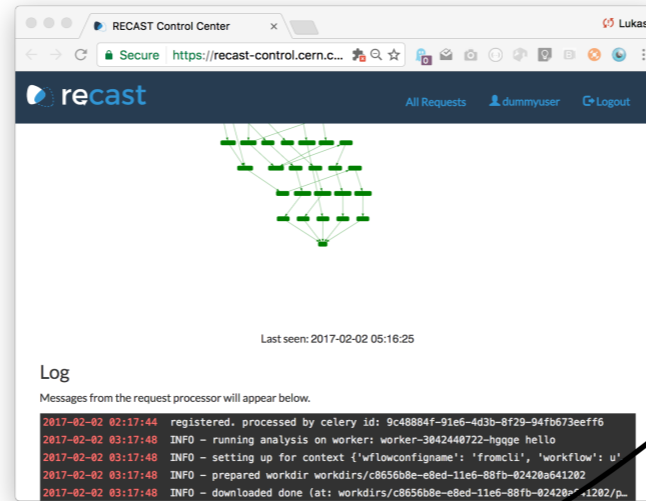 RECAST Control Center ×
Lukas
Secure https://recast-control.cern.c...
recast
All Requests dummyuser Logout
Last seen: 2017-02-02 05:16:25
Log
Messages from the request processor will appear below.
2017-02-02 02:17:44 registered. processed by celery id: 9c48884f-91e6-4d3b-8f29-94fb673eeff6
2017-02-02 03:17:48 INFO – running analysis on worker: worker-3042440722-hgqge hello
2017-02-02 03:17:48 INFO – setting up for context {'wflowconfigname': 'fromcli', 'workflow': u'
2017-02-02 03:17:48 INFO – prepared workdir workdirs/c8656b8e-e8ed-11e6-88fb-02420a641202
2017-02-02 03:17:48 INFO – downloaded done (at: workdirs/c8656b8e-e8ed-11e6-88fb-02420a641202/p…